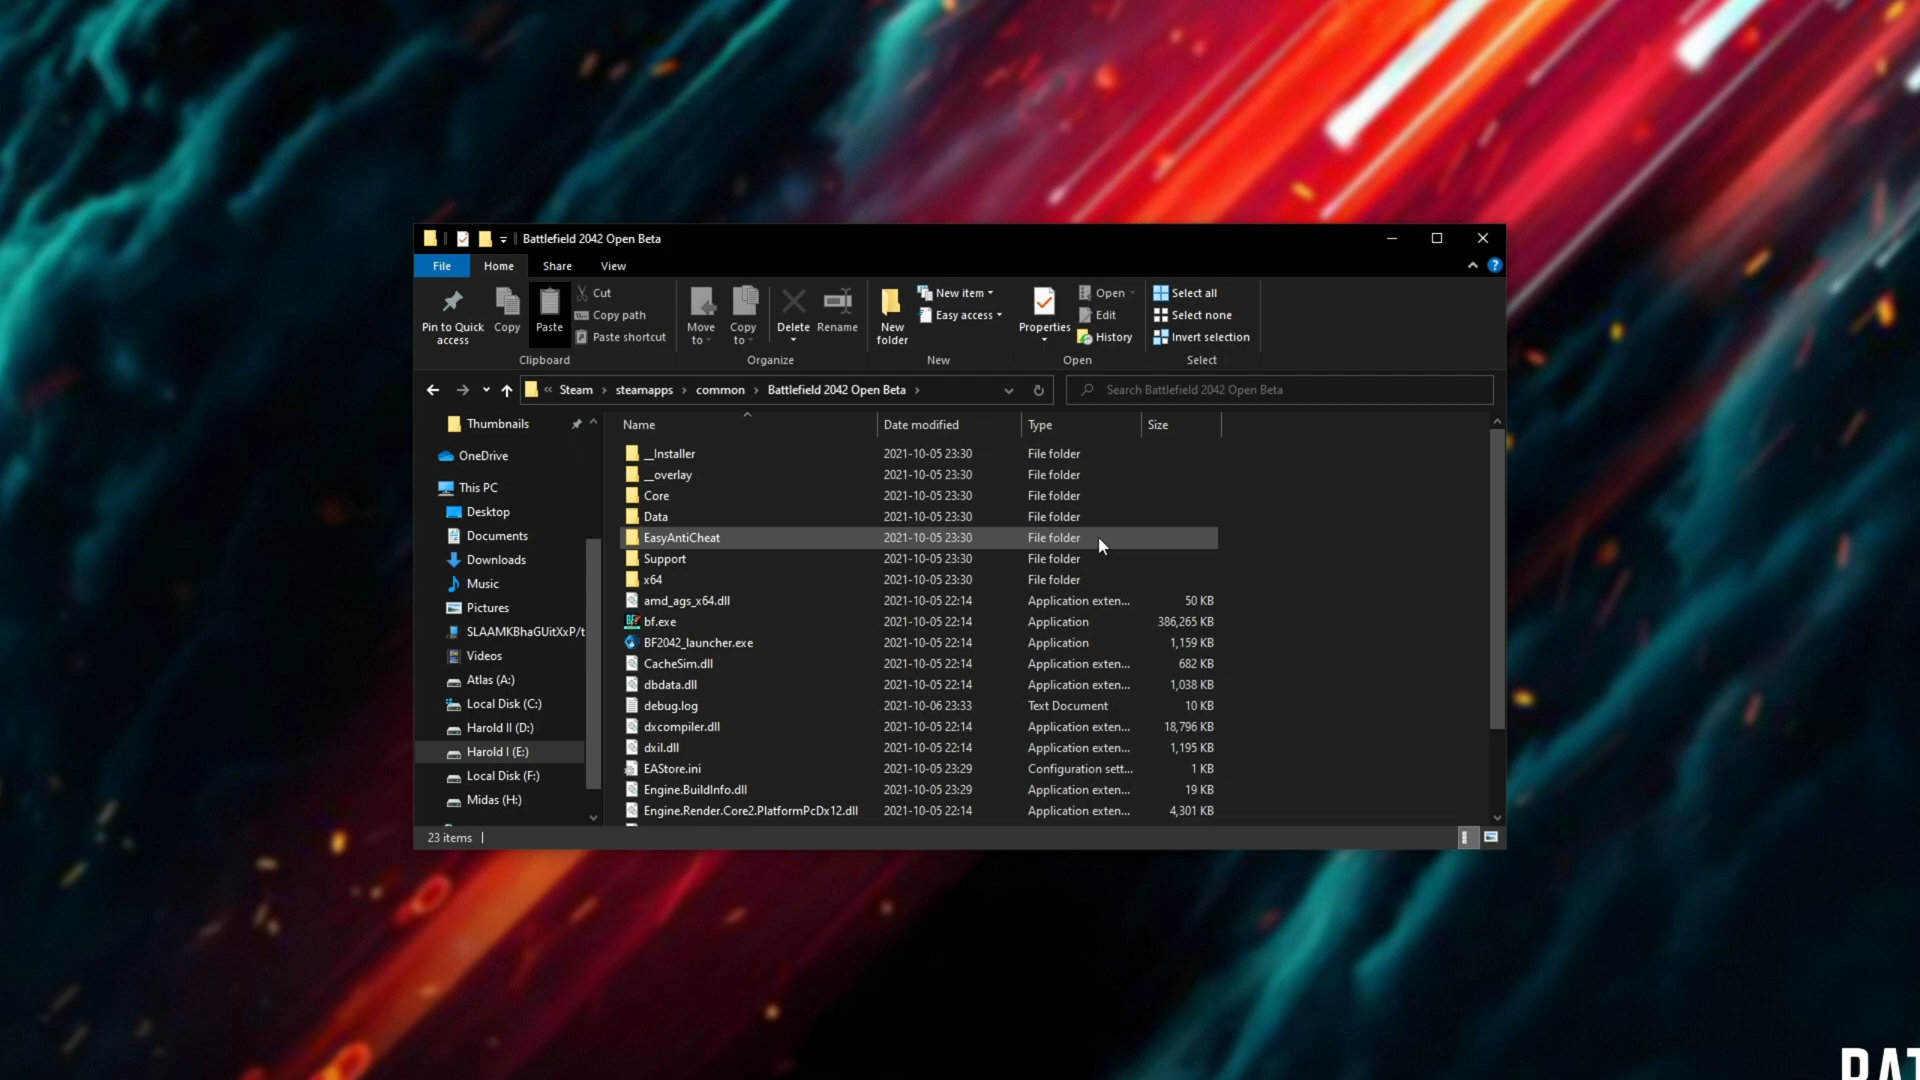 Battlefield 2042 Open Beta
File Home Share View
Pin to Quick access
Copy
Paste
Cut
Copy path
Paste shortcut
Clipboard
Move to
Copy to
Delete
Rename
Organize
New folder
New item
Easy access
New
Properties
Open
Edit
History
Open
Select all
Select none
Invert selection
Select
« Steam › steamapps › common › Battlefield 2042 Open Beta ›
Search Battlefield 2042 Open Beta
Thumbnails
OneDrive
This PC
Desktop
Documents
Downloads
Music
Pictures
SLAAMKBhaGUitXxP/t
Videos
Atlas (A:)
Local Disk (C:)
Harold II (D:)
Harold I (E:)
Local Disk (F:)
Midas (H:)
Name Date modified Type Size
__Installer 2021-10-05 23:30 File folder
__overlay 2021-10-05 23:30 File folder
Core 2021-10-05 23:30 File folder
Data 2021-10-05 23:30 File folder
EasyAntiCheat 2021-10-05 23:30 File folder
Support 2021-10-05 23:30 File folder
x64 2021-10-05 23:30 File folder
amd_ags_x64.dll 2021-10-05 22:14 Application exten... 50 KB
bf.exe 2021-10-05 22:14 Application 386,265 KB
BF2042_launcher.exe 2021-10-05 22:14 Application 1,159 KB
CacheSim.dll 2021-10-05 22:14 Application exten... 682 KB
dbdata.dll 2021-10-05 22:14 Application exten... 1,038 KB
debug.log 2021-10-06 23:33 Text Document 10 KB
dxcompiler.dll 2021-10-05 22:14 Application exten... 18,796 KB
dxil.dll 2021-10-05 22:14 Application exten... 1,195 KB
EAStore.ini 2021-10-05 23:29 Configuration sett... 1 KB
Engine.BuildInfo.dll 2021-10-05 23:29 Application exten... 19 KB
Engine.Render.Core2.PlatformPcDx12.dll 2021-10-05 22:14 Application exten... 4,301 KB
23 items